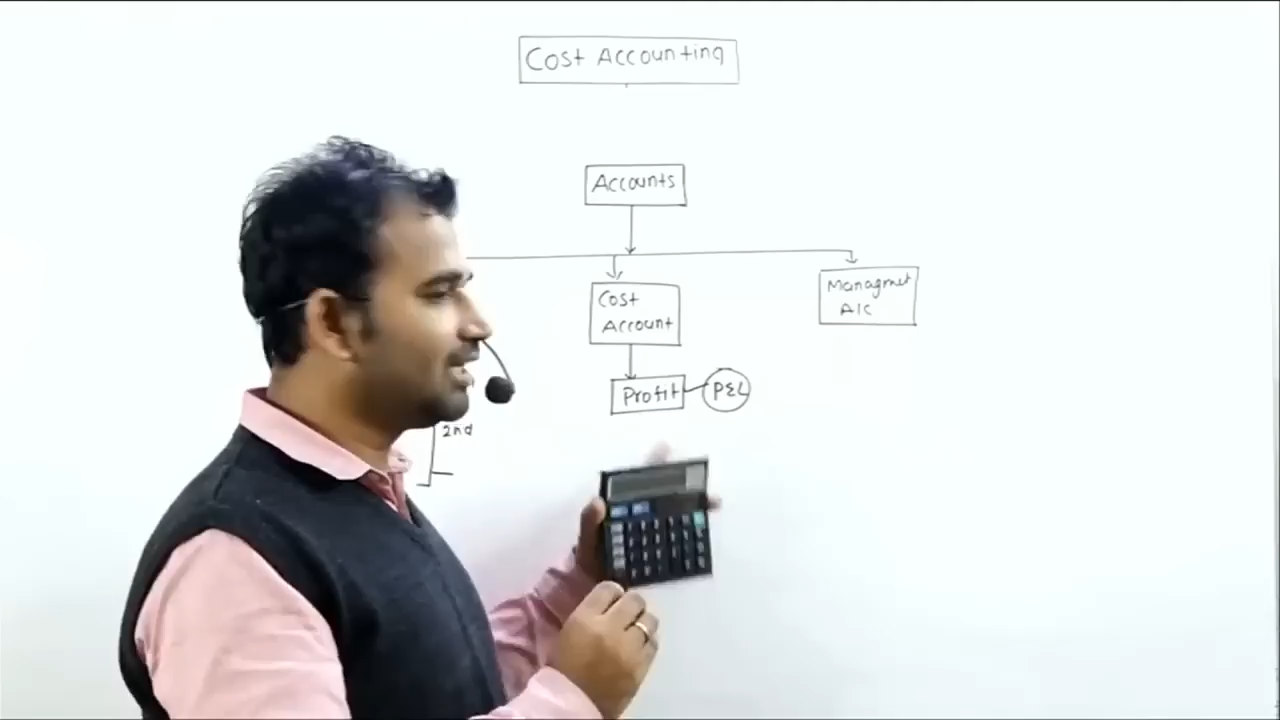 Cost Accounting
Accounts
Cost
Account
Managmet
A/C
Profit
P&L
2nd